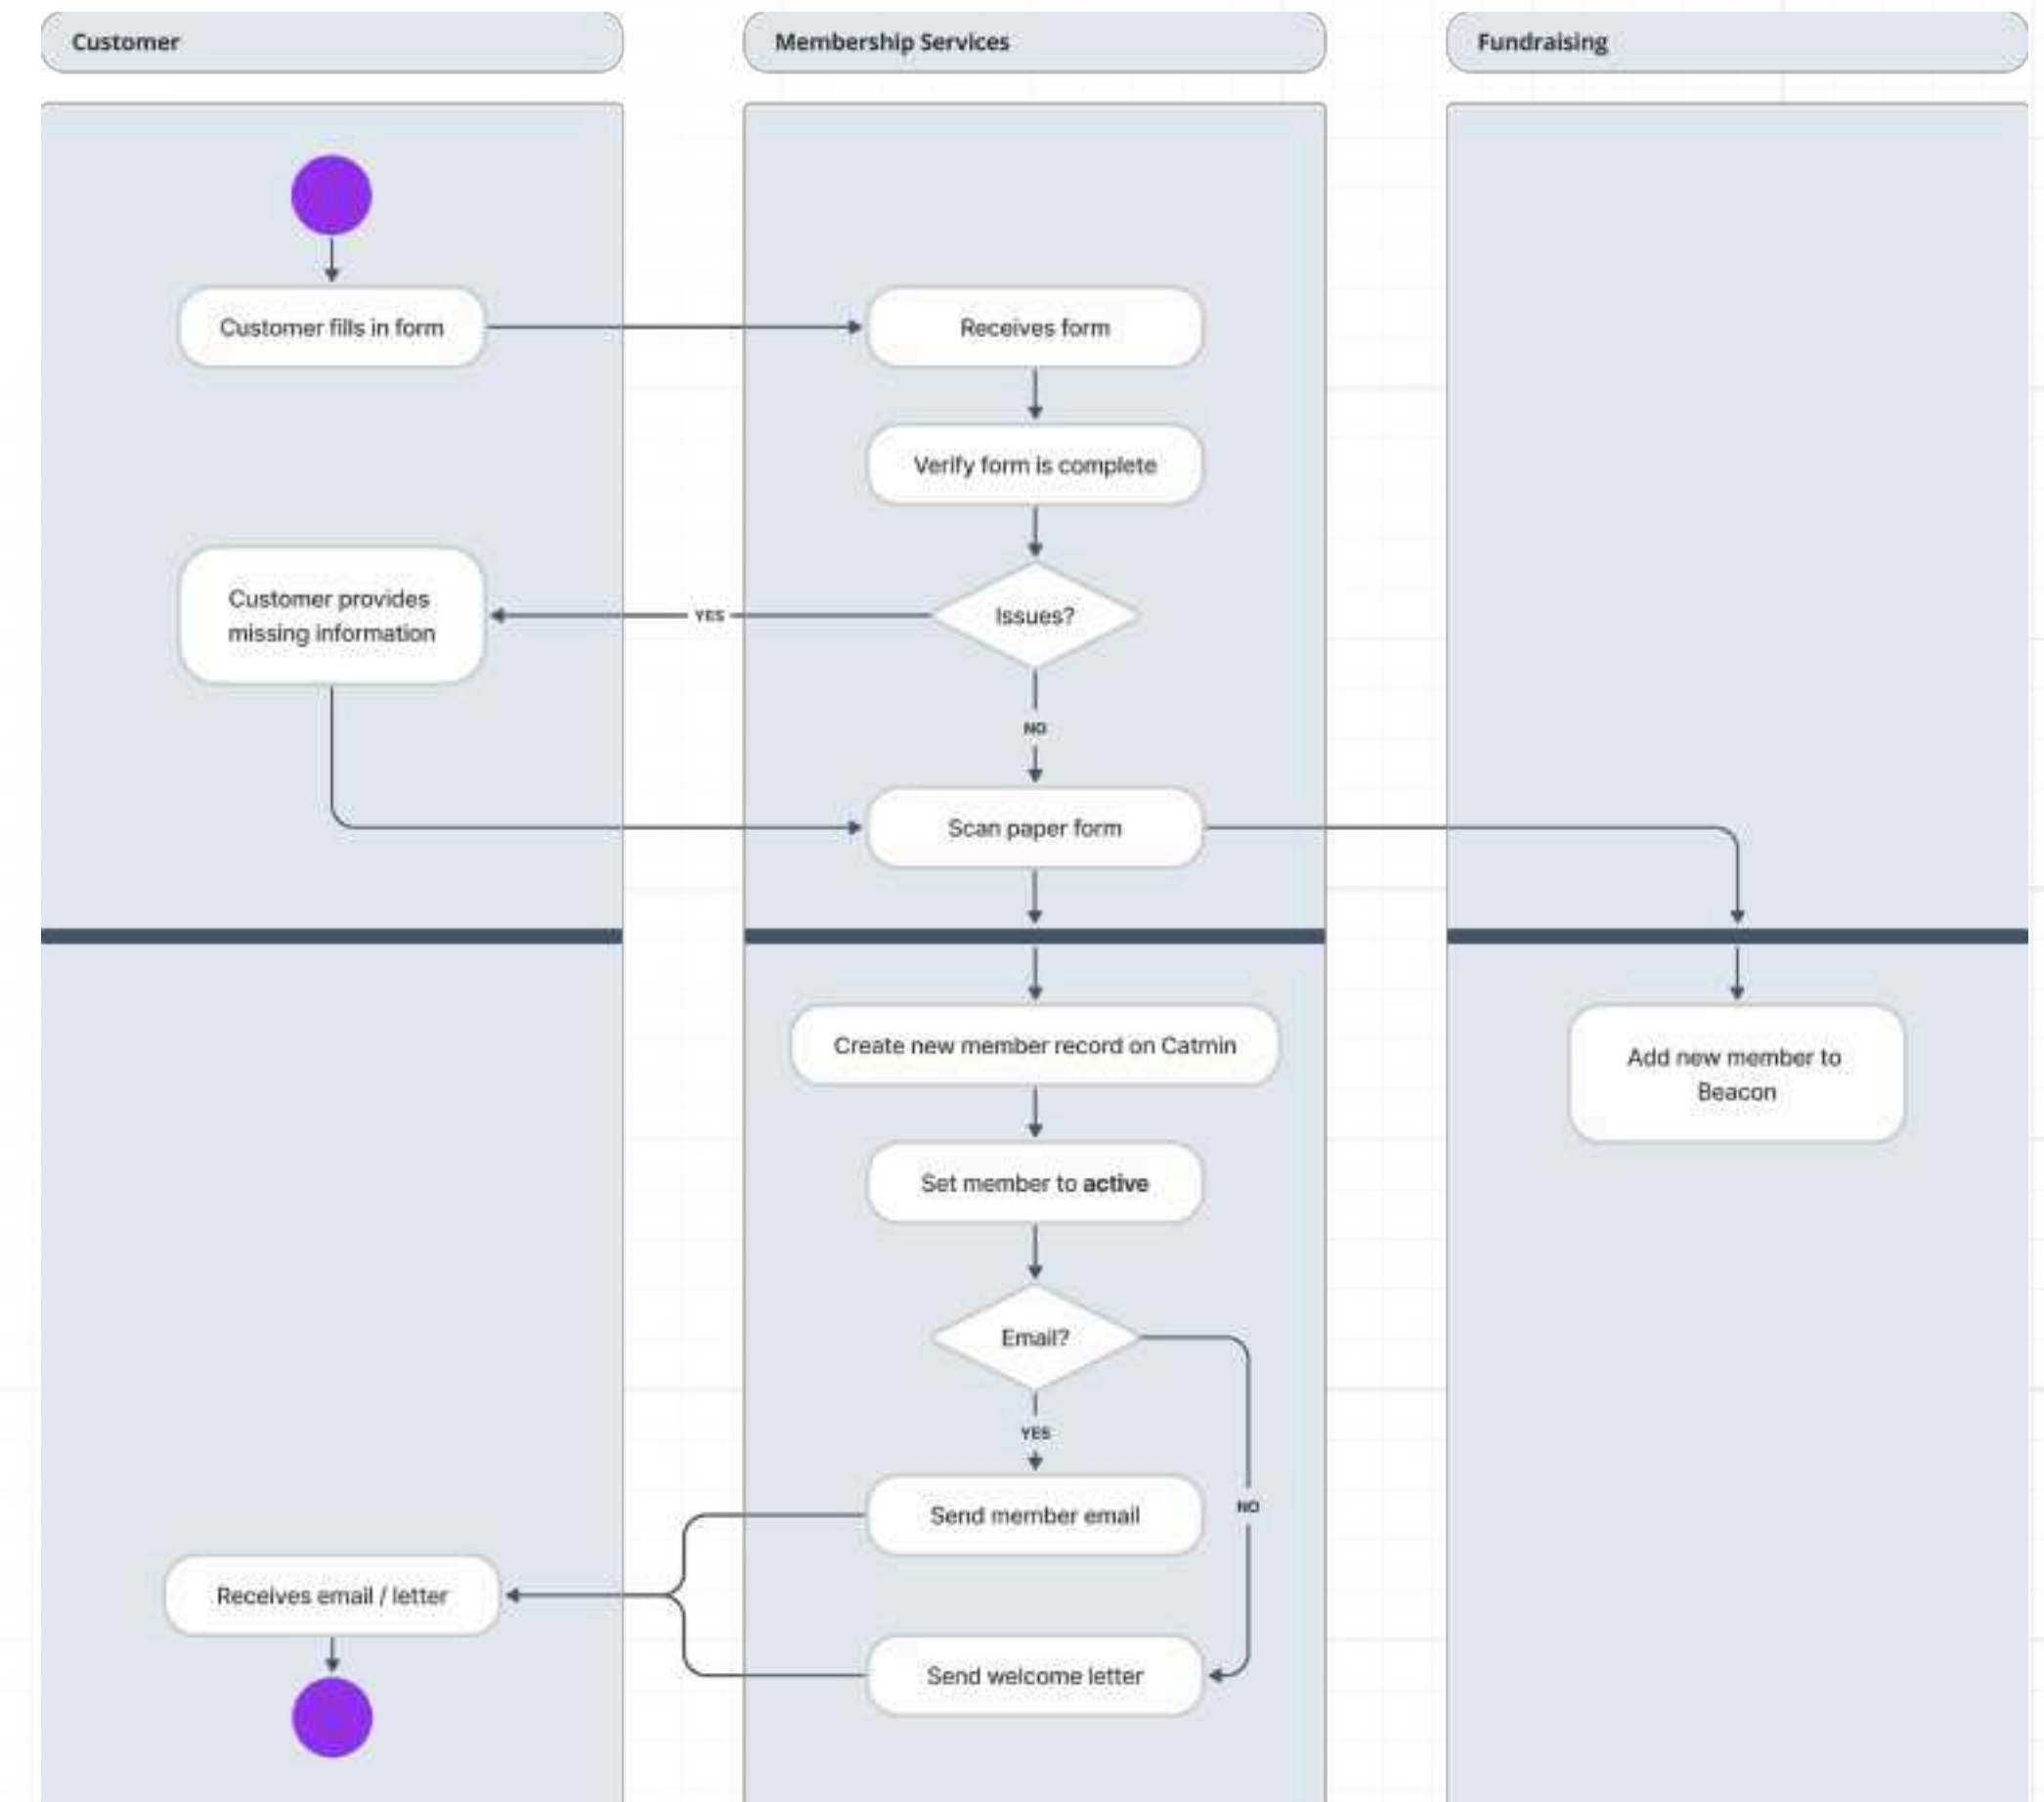 Customer
Membership Services
Fundraising
Customer fills in form
Receives form
Verify form is complete
Customer provides
missing information
YES
Issues?
NO
Scan paper form
Create new member record on Catmin
Add new member to
Beacon
Set member to active
Email?
YES
NO
Send member email
Receives email / letter
Send welcome letter